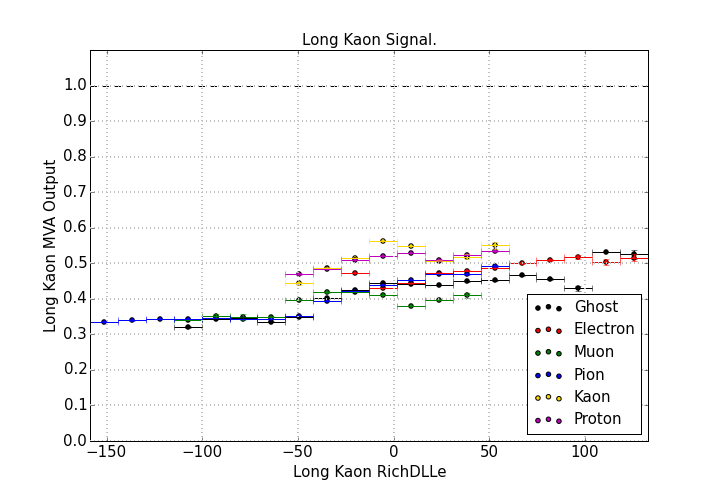 Long Kaon Signal.
Long Kaon MVA Output
1.0
0.9
0.8
0.7
0.6
0.5
0.4
0.3
0.2
0.1
0.0
−150
−100
−50
0
50
100
Long Kaon RichDLLe
Ghost
Electron
Muon
Pion
Kaon
Proton